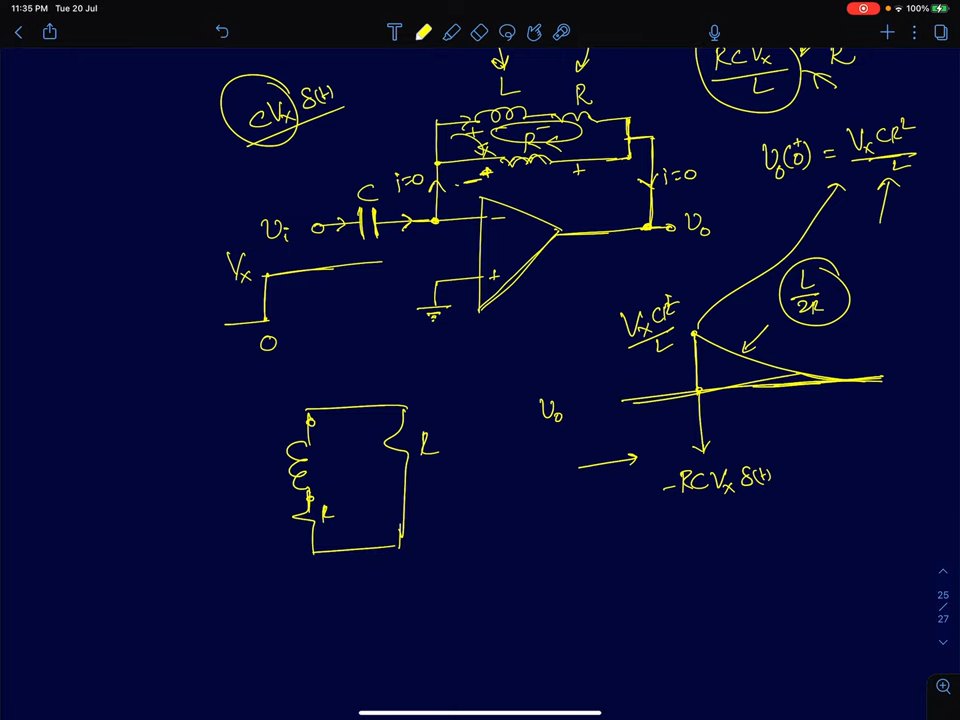 11:35 PM Tue 20 Jul
100%
RCVx / L
R
CVx δ(t)
L
R
R
+
-
+
i=0
i=0
C
Vi
-
+
Vo
Vx
0
Vo(0+) = VxCR² / L
L / 2R
VxCR² / L
Vo
-RCVx δ(t)
R
R
25
/
27